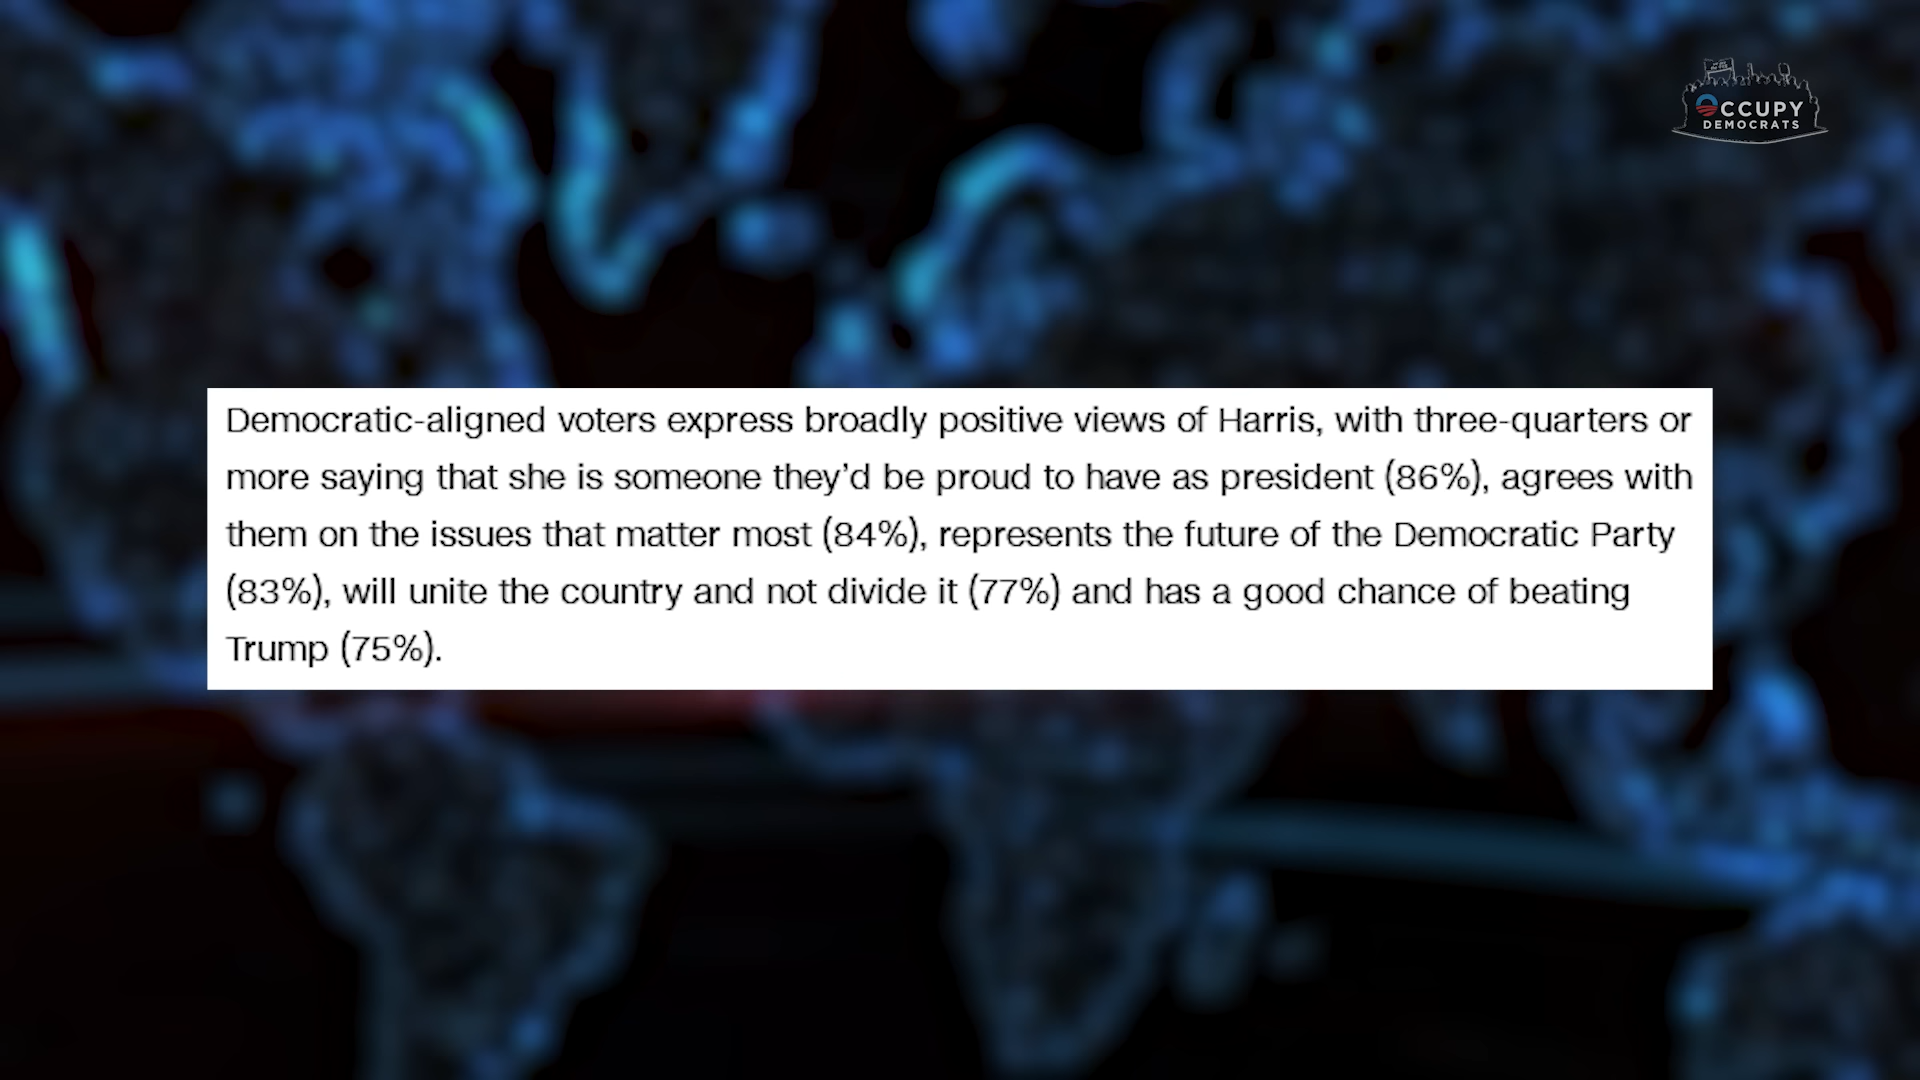 OCCUPY
DEMOCRATS
Democratic-aligned voters express broadly positive views of Harris, with three-quarters or
more saying that she is someone they'd be proud to have as president (86%), agrees with
them on the issues that matter most (84%), represents the future of the Democratic Party
(83%), will unite the country and not divide it (77%) and has a good chance of beating
Trump (75%).